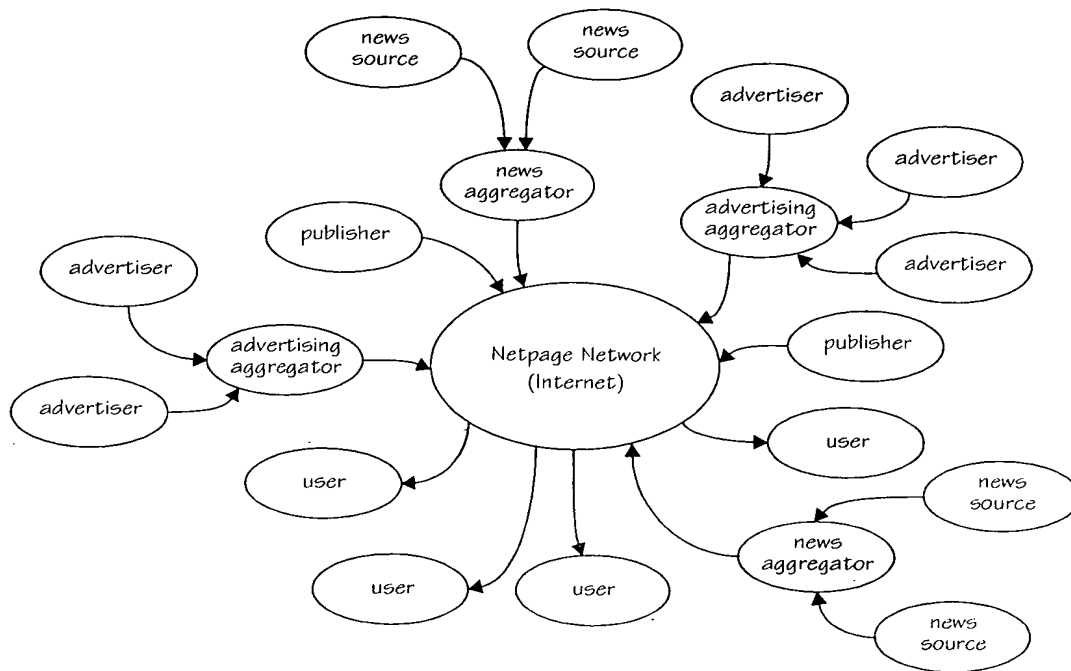 news
source
news
source
advertiser
advertiser
news
aggregator
advertising
aggregator
publisher
advertiser
advertiser
publisher
advertising
aggregator
Netpage Network
(Internet)
advertiser
user
user
news
source
news
aggregator
user
user
news
source